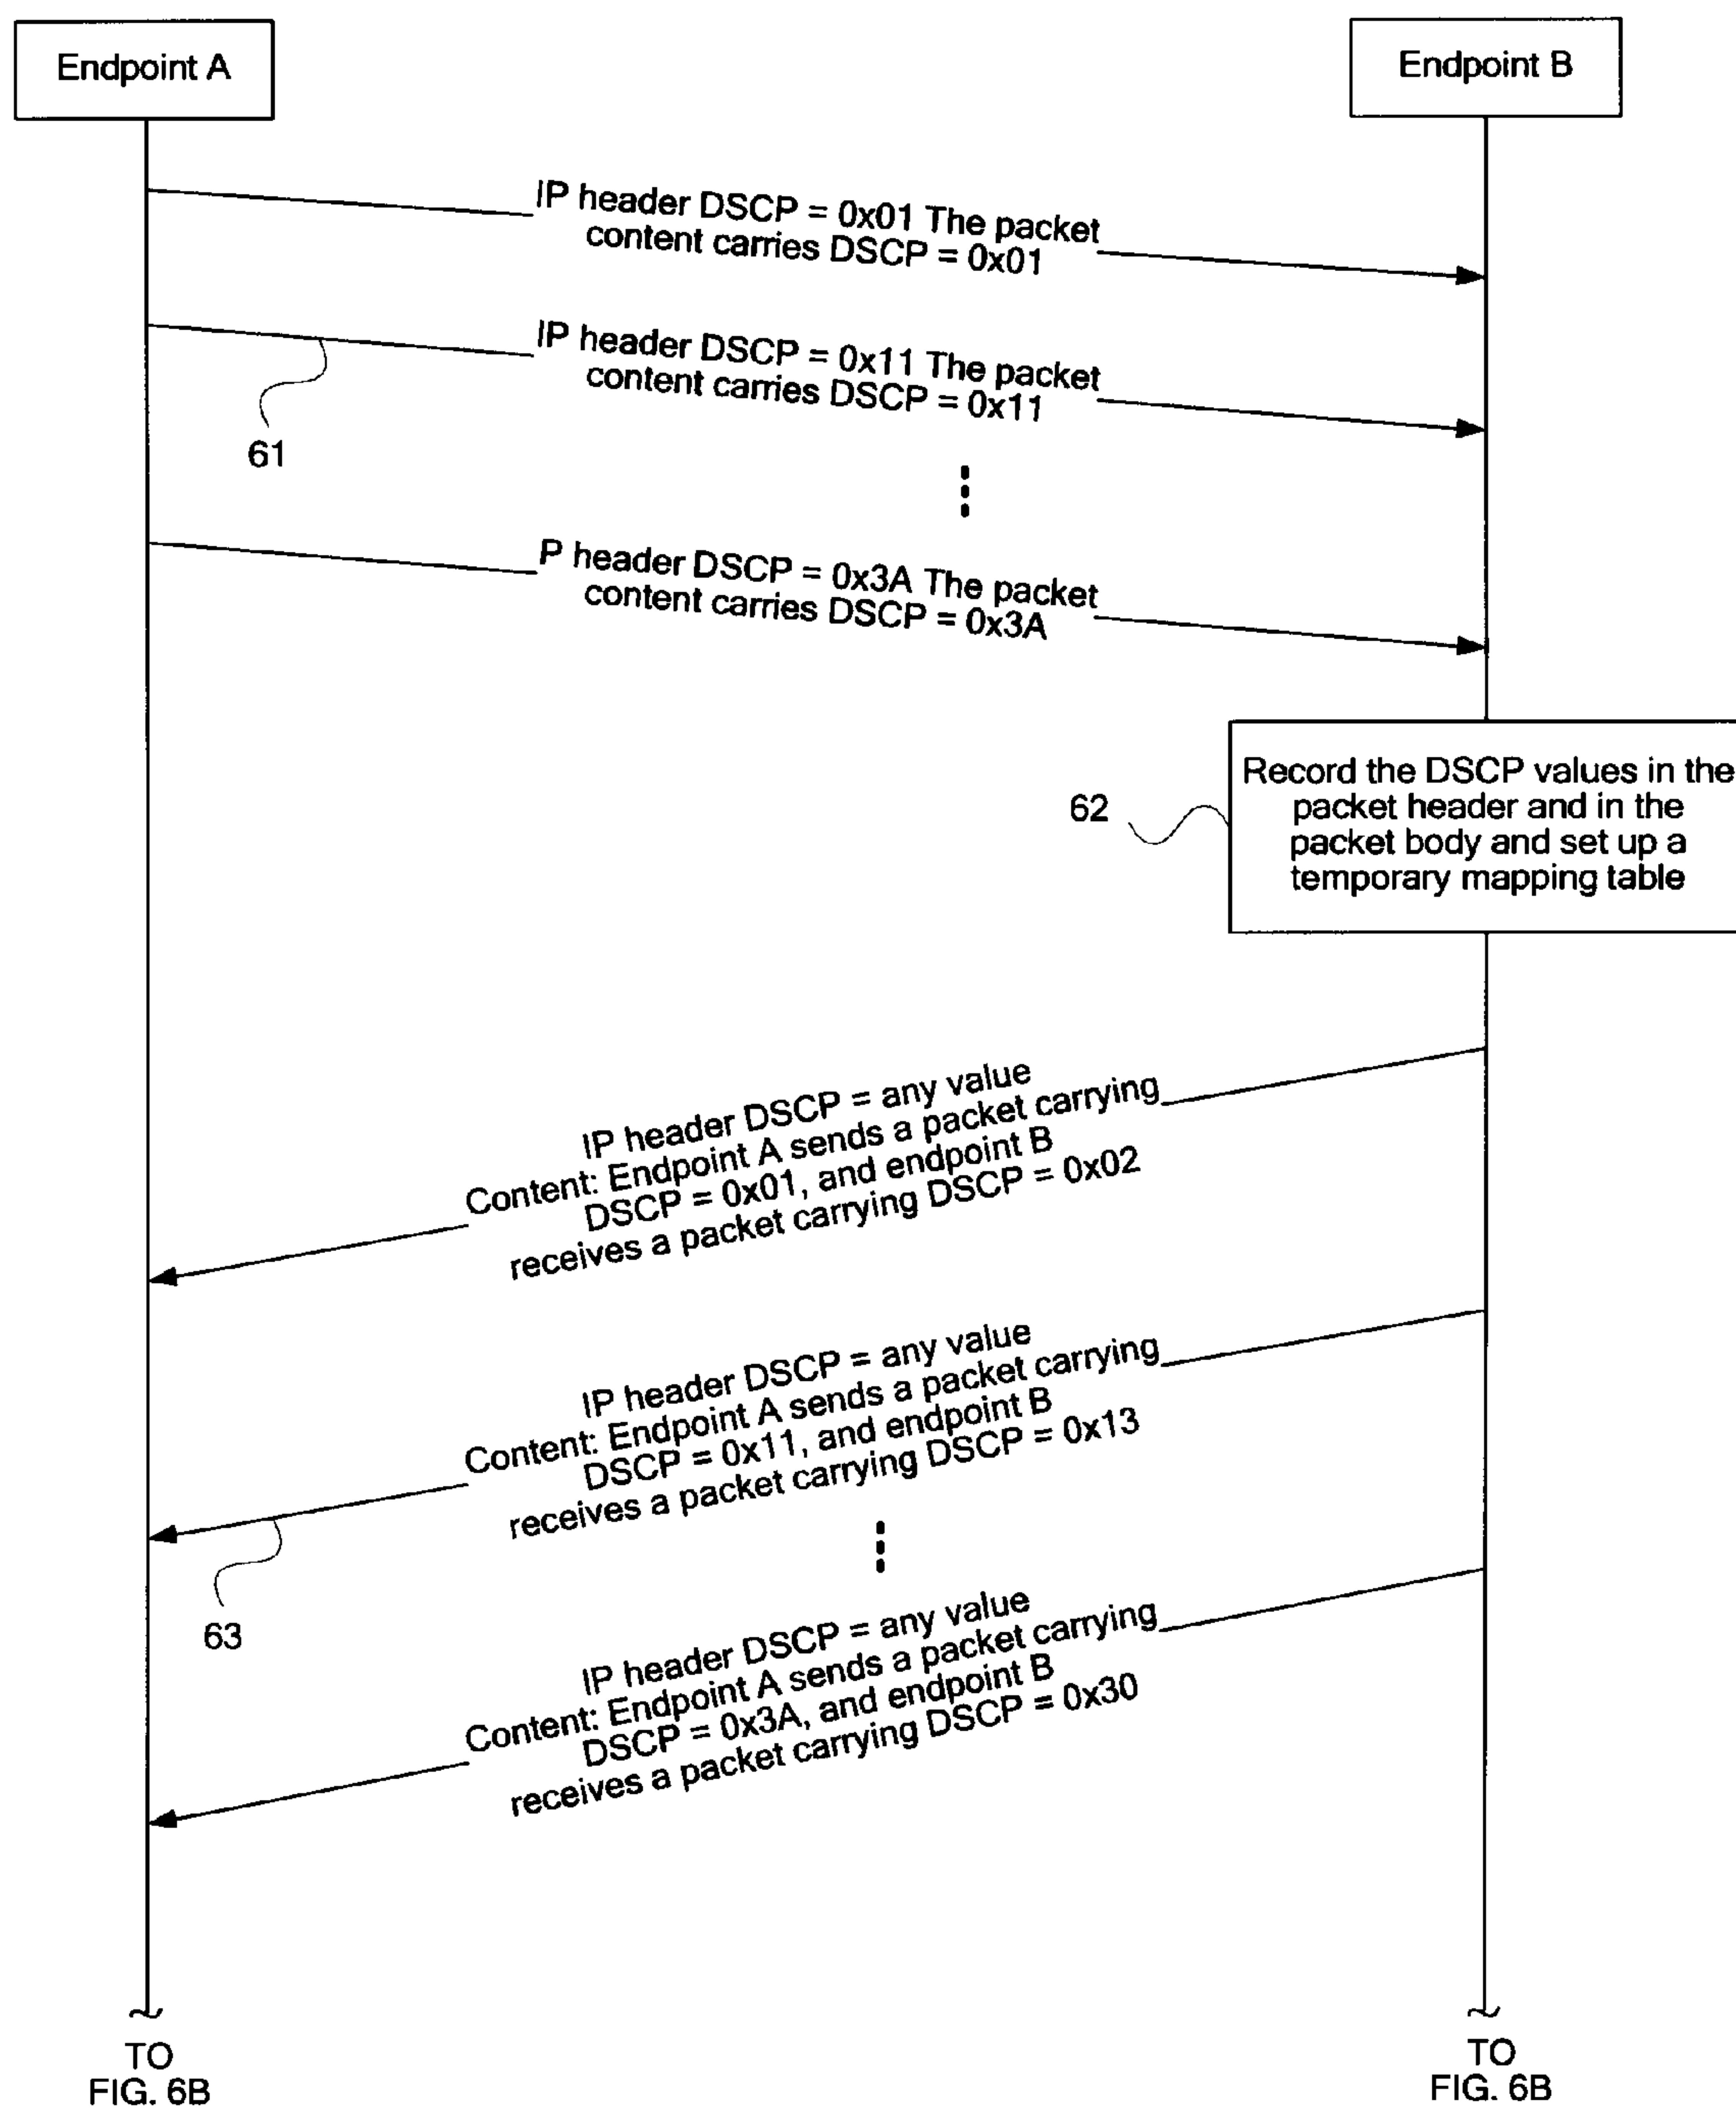 Endpoint A
Endpoint B
IP header DSCP = 0x01 The packet
content carries DSCP = 0x01
IP header DSCP = 0x11 The packet
content carries DSCP = 0x11
61
P header DSCP = 0x3A The packet
content carries DSCP = 0x3A
Record the DSCP values in the
packet header and in the
packet body and set up a
temporary mapping table
62
IP header DSCP = any value
Content: Endpoint A sends a packet carrying
DSCP = 0x01, and endpoint B
receives a packet carrying DSCP = 0x02
IP header DSCP = any value
Content: Endpoint A sends a packet carrying
DSCP = 0x11, and endpoint B
receives a packet carrying DSCP = 0x13
63
IP header DSCP = any value
Content: Endpoint A sends a packet carrying
DSCP = 0x3A, and endpoint B
receives a packet carrying DSCP = 0x30
TO
FIG. 6B
TO
FIG. 6B